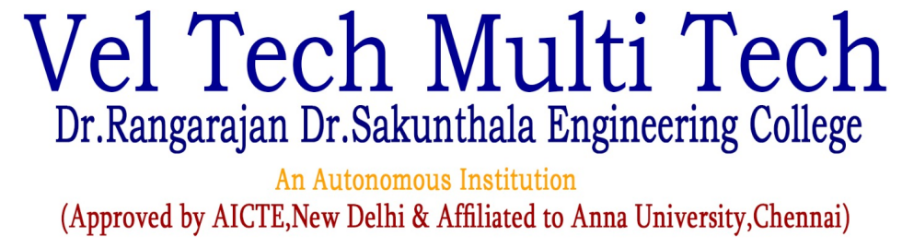 Vel Tech Multi Tech
Dr.Rangarajan Dr.Sakunthala Engineering College
An Autonomous Institution
(Approved by AICTE,New Delhi & Affiliated to Anna University,Chennai)